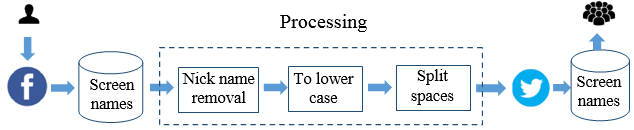 Processing
Screen
names
Nick name
removal
To lower
case
Split
spaces
Screen
names